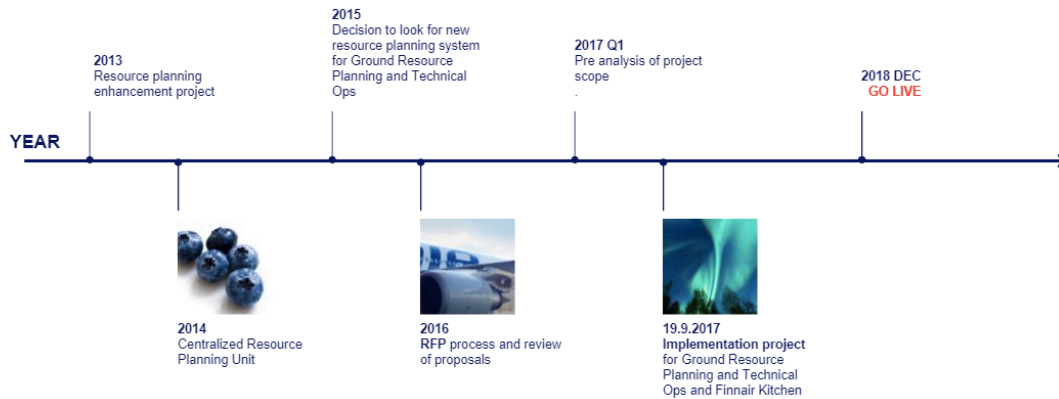 2013
Resource planning
enhancement project
2015
Decision to look for new
resource planning system
for Ground Resource
Planning and Technical
Ops
2017 Q1
Pre analysis of project
scope
.
2018 DEC
GO LIVE
YEAR
2014
Centralized Resource
Planning Unit
2016
RFP process and review
of proposals
19.9.2017
Implementation project
for Ground Resource
Planning and Technical
Ops and Finnair Kitchen